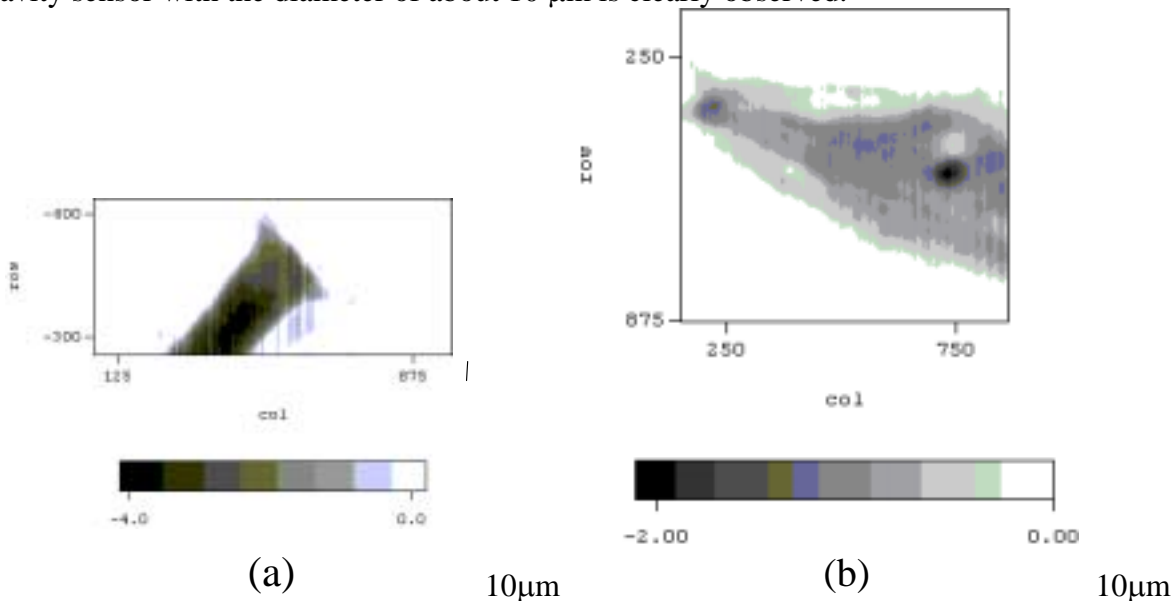 avity sensor with the diameter of about 10 μm is clearly observed.
250
row
875
250 750
col
-800
row
-300
125 875
col
-4.0 0.0
-2.00 0.00
(a) 10μm (b) 10μm